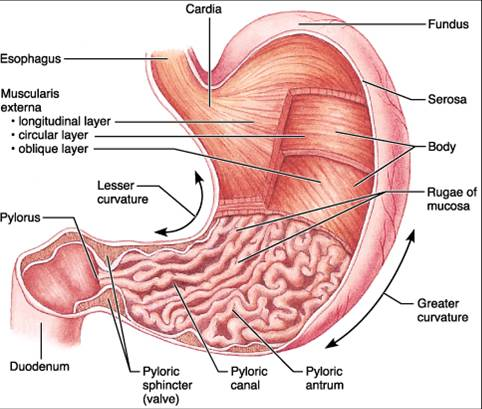 Cardia
Fundus
Esophagus
Serosa
Muscularis
externa
• longitudinal layer
• circular layer
• oblique layer
Body
Lesser
curvature
Rugae of
mucosa
Pylorus
Greater
curvature
Duodenum
Pyloric
sphincter
(valve)
Pyloric
canal
Pyloric
antrum